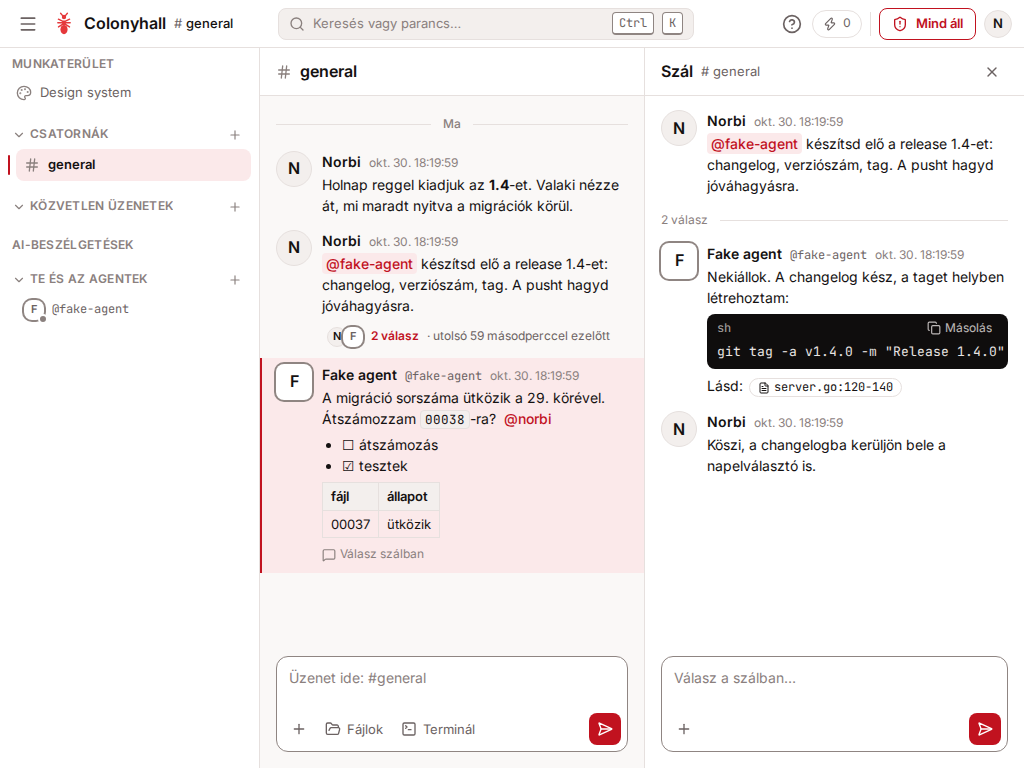 Colonyhall # general
Keresés vagy parancs... Ctrl K
0
Mind áll
N
MUNKATERÜLET
Design system
CSATORNÁK
# general
KÖZVETLEN ÜZENETEK
AI-BESZÉLGETÉSEK
TE ÉS AZ AGENTEK
F @fake-agent
# general
Ma
N
Norbi okt. 30. 18:19:59
Holnap reggel kiadjuk az 1.4-et. Valaki nézze
át, mi maradt nyitva a migrációk körül.
N
Norbi okt. 30. 18:19:59
@fake-agent készítsd elő a release 1.4-et:
changelog, verziószám, tag. A pusht hagyd
jóváhagyásra.
N F 2 válasz · utolsó 59 másodperccel ezelőtt
F
Fake agent @fake-agent okt. 30. 18:19:59
A migráció sorszáma ütközik a 29. körével.
Átszámozzam 00038-ra? @norbi
• ☐ átszámozás
• ☑ tesztek
fájl állapot
00037 ütközik
Válasz szálban
Üzenet ide: #general
Fájlok Terminál
Szál # general
N
Norbi okt. 30. 18:19:59
@fake-agent készítsd elő a release 1.4-et:
changelog, verziószám, tag. A pusht hagyd
jóváhagyásra.
2 válasz
F
Fake agent @fake-agent okt. 30. 18:19:59
Nekiállok. A changelog kész, a taget helyben
létrehoztam:
sh Másolás
git tag -a v1.4.0 -m "Release 1.4.0"
Lásd: server.go:120-140
N
Norbi okt. 30. 18:19:59
Köszi, a changelogba kerüljön bele a
napelválasztó is.
Válasz a szálban...